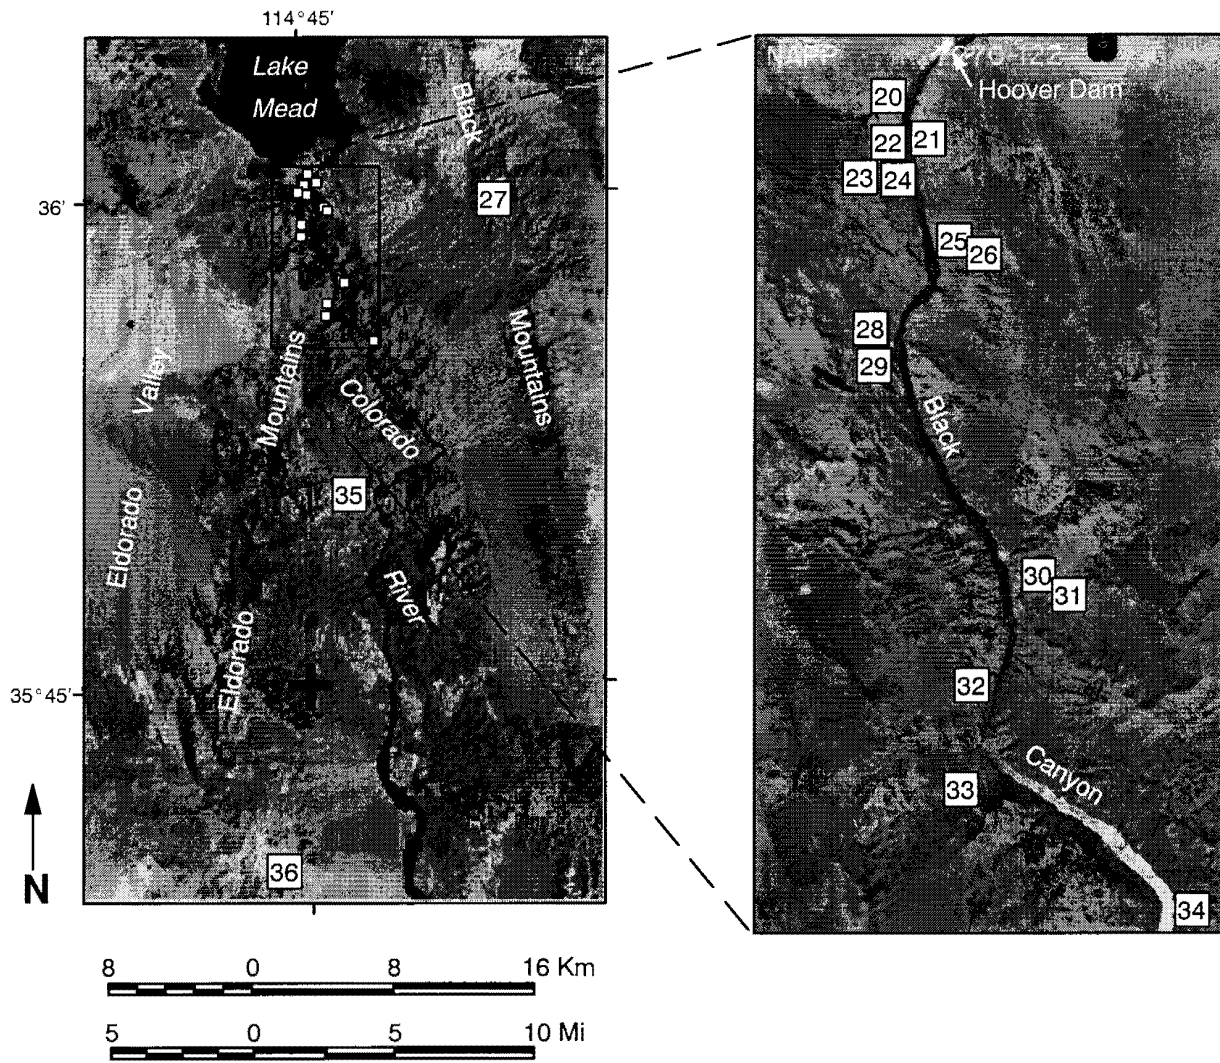 114°45'
Lake
Mead
Black
27
36'
Mountains
Valley
Mountains
Colorado
35
Eldorado
River
Eldorado
35°45'
36
N
8 0 8 16 Km
5 0 5 10 Mi
NAPP
Hoover Dam
20
22 21
23 24
25
26
28
29
Black
30
31
32
Canyon
33
34